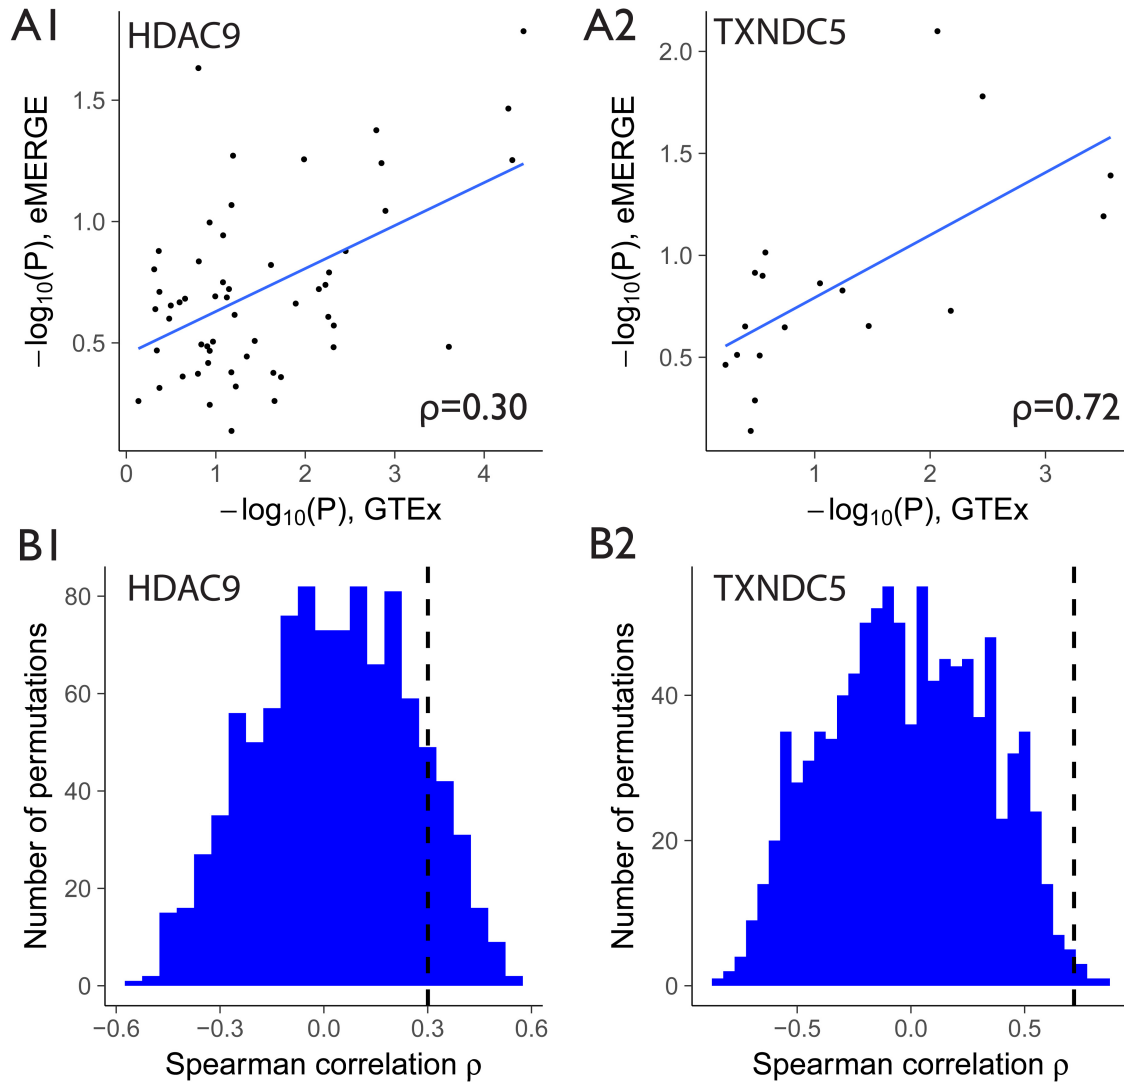 A1
HDAC9
−log10(P), eMERGE
1.5
1.0
0.5
ρ=0.30
0 1 2 3 4
−log10(P), GTEx
A2
TXNDC5
−log10(P), eMERGE
2.0
1.5
1.0
0.5
ρ=0.72
1 2 3
−log10(P), GTEx
B1
HDAC9
Number of permutations
80
60
40
20
0
−0.6 −0.3 0.0 0.3 0.6
Spearman correlation ρ
B2
TXNDC5
Number of permutations
40
20
0
−0.5 0.0 0.5
Spearman correlation ρ